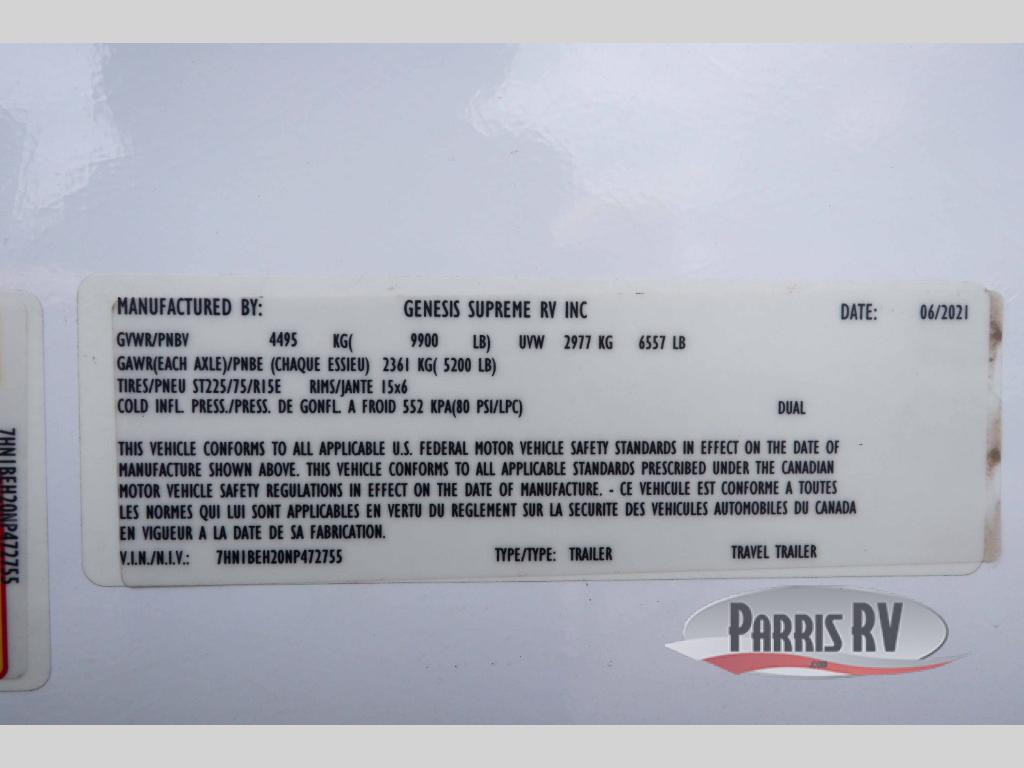 MANUFACTURED BY: GENESIS SUPREME RV INC DATE: 06/2021
GVWR/PNBV 4495 KG( 9900 LB) UVW 2977 KG 6557 LB
GAWR(EACH AXLE)/PNBE (CHAQUE ESSIEU) 2361 KG( 5200 LB)
TIRES/PNEU ST225/75/R15E RIMS/JANTE 15x6
COLD INFL. PRESS./PRESS. DE GONFL. A FROID 552 KPA(80 PSI/LPC) DUAL
THIS VEHICLE CONFORMS TO ALL APPLICABLE U.S. FEDERAL MOTOR VEHICLE SAFETY STANDARDS IN EFFECT ON THE DATE OF
MANUFACTURE SHOWN ABOVE. THIS VEHICLE CONFORMS TO ALL APPLICABLE STANDARDS PRESCRIBED UNDER THE CANADIAN
MOTOR VEHICLE SAFETY REGULATIONS IN EFFECT ON THE DATE OF MANUFACTURE. - CE VEHICULE EST CONFORME A TOUTES
LES NORMES QUI LUI SONT APPLICABLES EN VERTU DU REGLEMENT SUR LA SECURITE DES VEHICULES AUTOMOBILES DU CANADA
EN VIGUEUR A LA DATE DE SA FABRICATION.
V.I.N./N.I.V.: 7HN1BEH20NP472755 TYPE/TYPE: TRAILER TRAVEL TRAILER
7HN1BEH20NP472755
PARRIS RV
.com